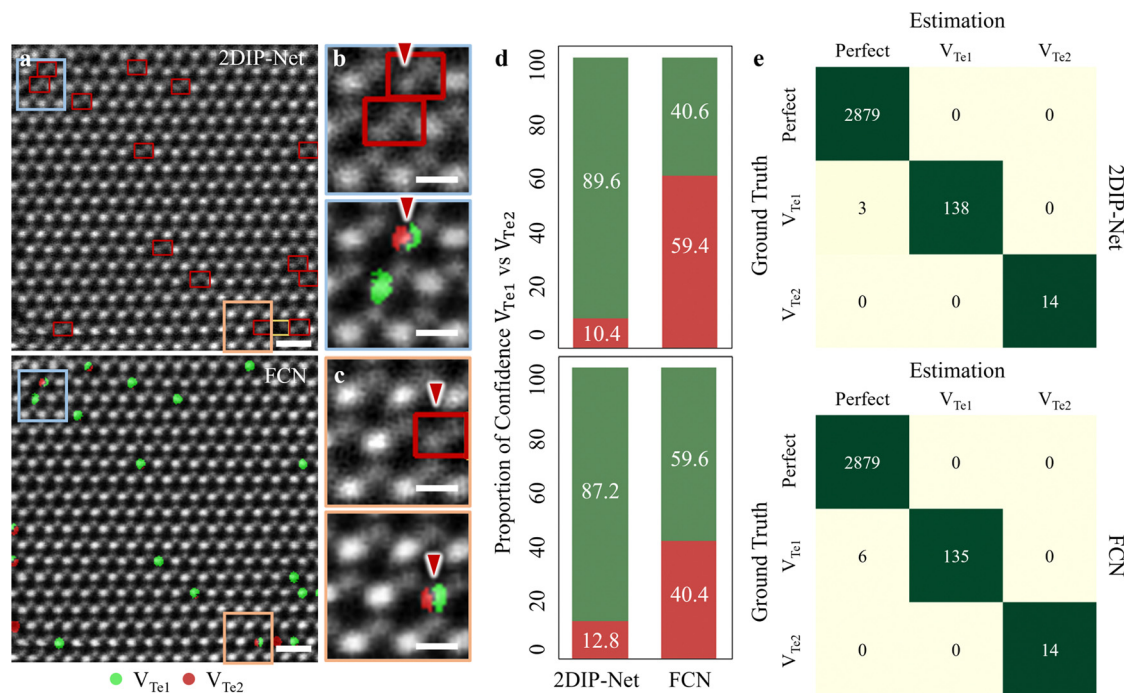 a
2DIP-Net
FCN
V_Te1
V_Te2
b
c
d
Proportion of Confidence V_Te1 vs V_Te2
100
80
60
40
20
0
89.6
10.4
40.6
59.4
100
80
60
40
20
0
87.2
12.8
59.6
40.4
2DIP-Net
FCN
e
Estimation
Perfect
V_Te1
V_Te2
Ground Truth
Perfect
V_Te1
V_Te2
2879 0 0
3 138 0
0 0 14
2DIP-Net
Estimation
Perfect
V_Te1
V_Te2
Ground Truth
Perfect
V_Te1
V_Te2
2879 0 0
6 135 0
0 0 14
FCN